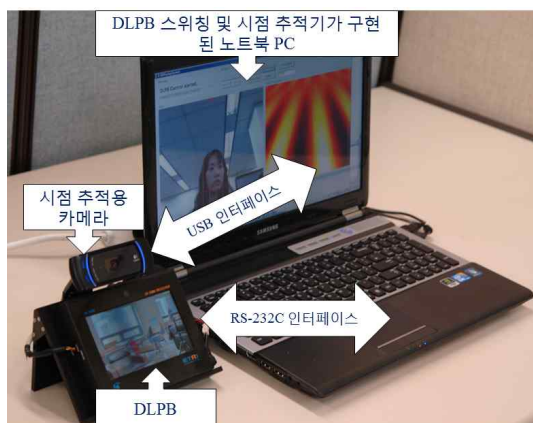 DLPB 스위칭 및 시점 추적기가 구현
된 노트북 PC
시점 추적용
카메라
USB 인터페이스
SAMSUNG
RS-232C 인터페이스
DLPB